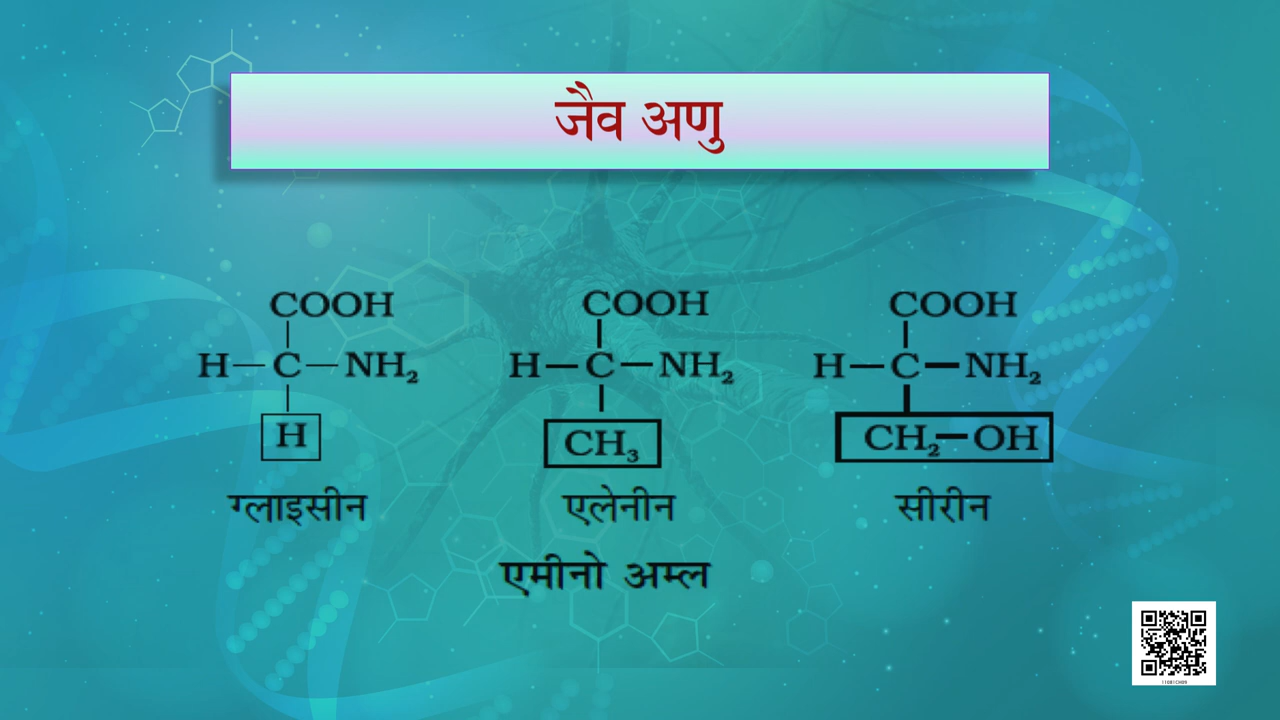 जैव अणु
COOH COOH COOH
H—C—NH₂ H—C—NH₂ H—C—NH₂
H CH₃ CH₂—OH
ग्लाइसीन एलेनीन सीरीन
एमीनो अम्ल